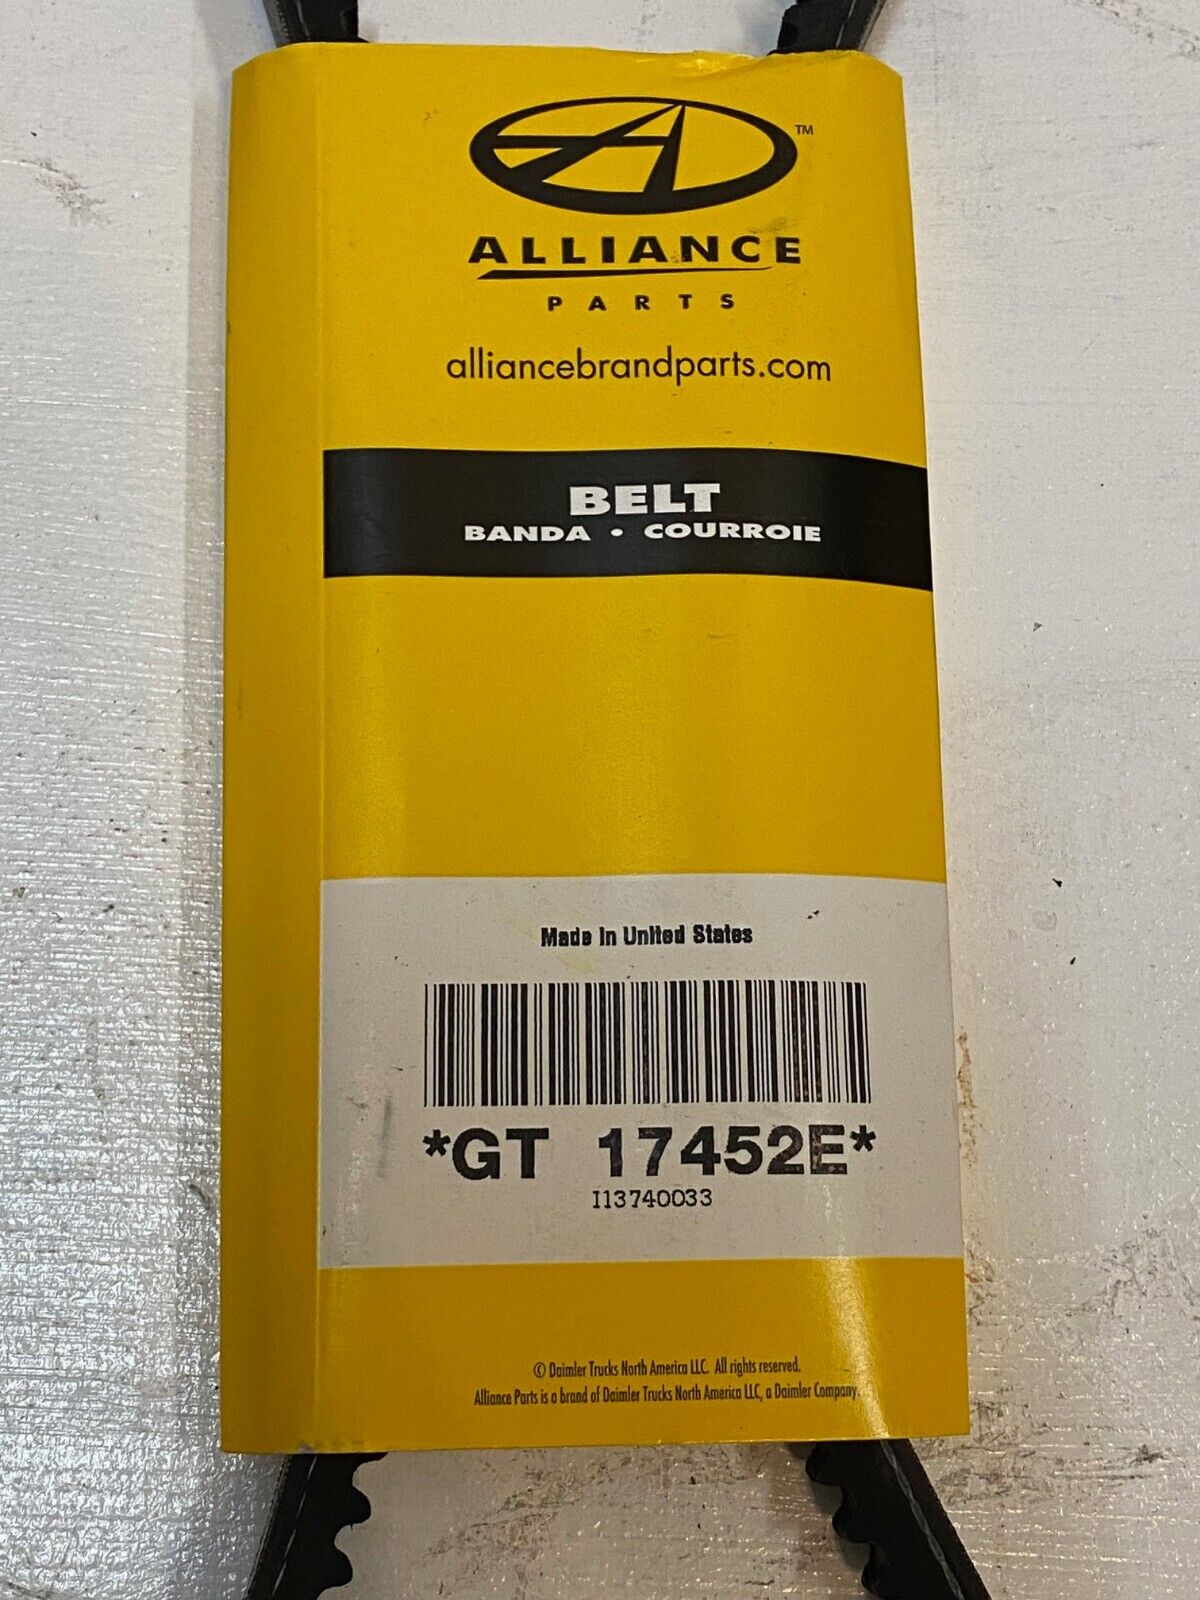 TM
ALLIANCE
PARTS
alliancebrandparts.com
BELT
BANDA • COURROIE
Made in United States
*GT 17452E*
I13740033
© Daimler Trucks North America LLC. All rights reserved.
Alliance Parts is a brand of Daimler Trucks North America LLC, a Daimler Company.